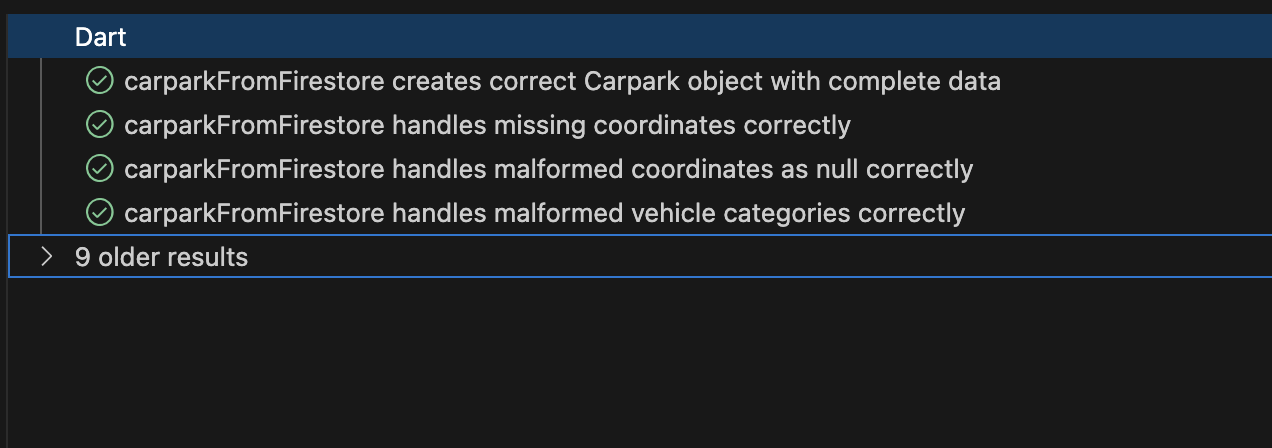 Dart
carparkFromFirestore creates correct Carpark object with complete data
carparkFromFirestore handles missing coordinates correctly
carparkFromFirestore handles malformed coordinates as null correctly
carparkFromFirestore handles malformed vehicle categories correctly
9 older results